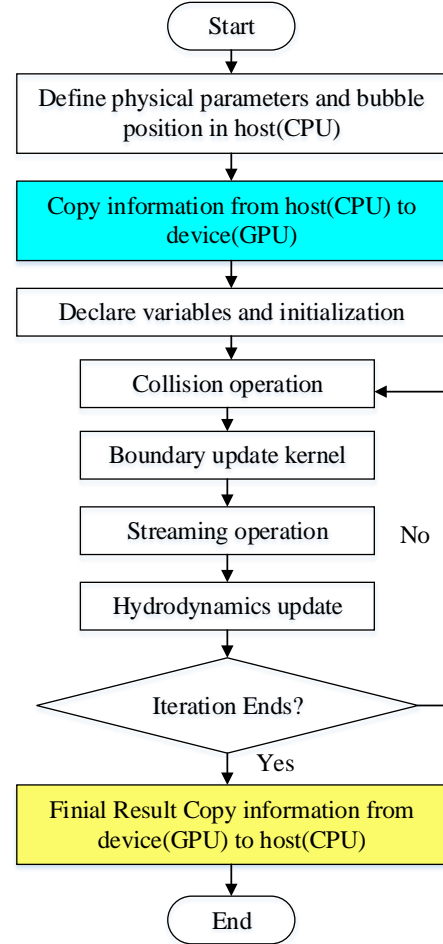 Start
Define physical parameters and bubble
position in host(CPU)
Copy information from host(CPU) to
device(GPU)
Declare variables and initialization
Collision operation
Boundary update kernel
Streaming operation
No
Hydrodynamics update
Iteration Ends?
Yes
Finial Result Copy information from
device(GPU) to host(CPU)
End